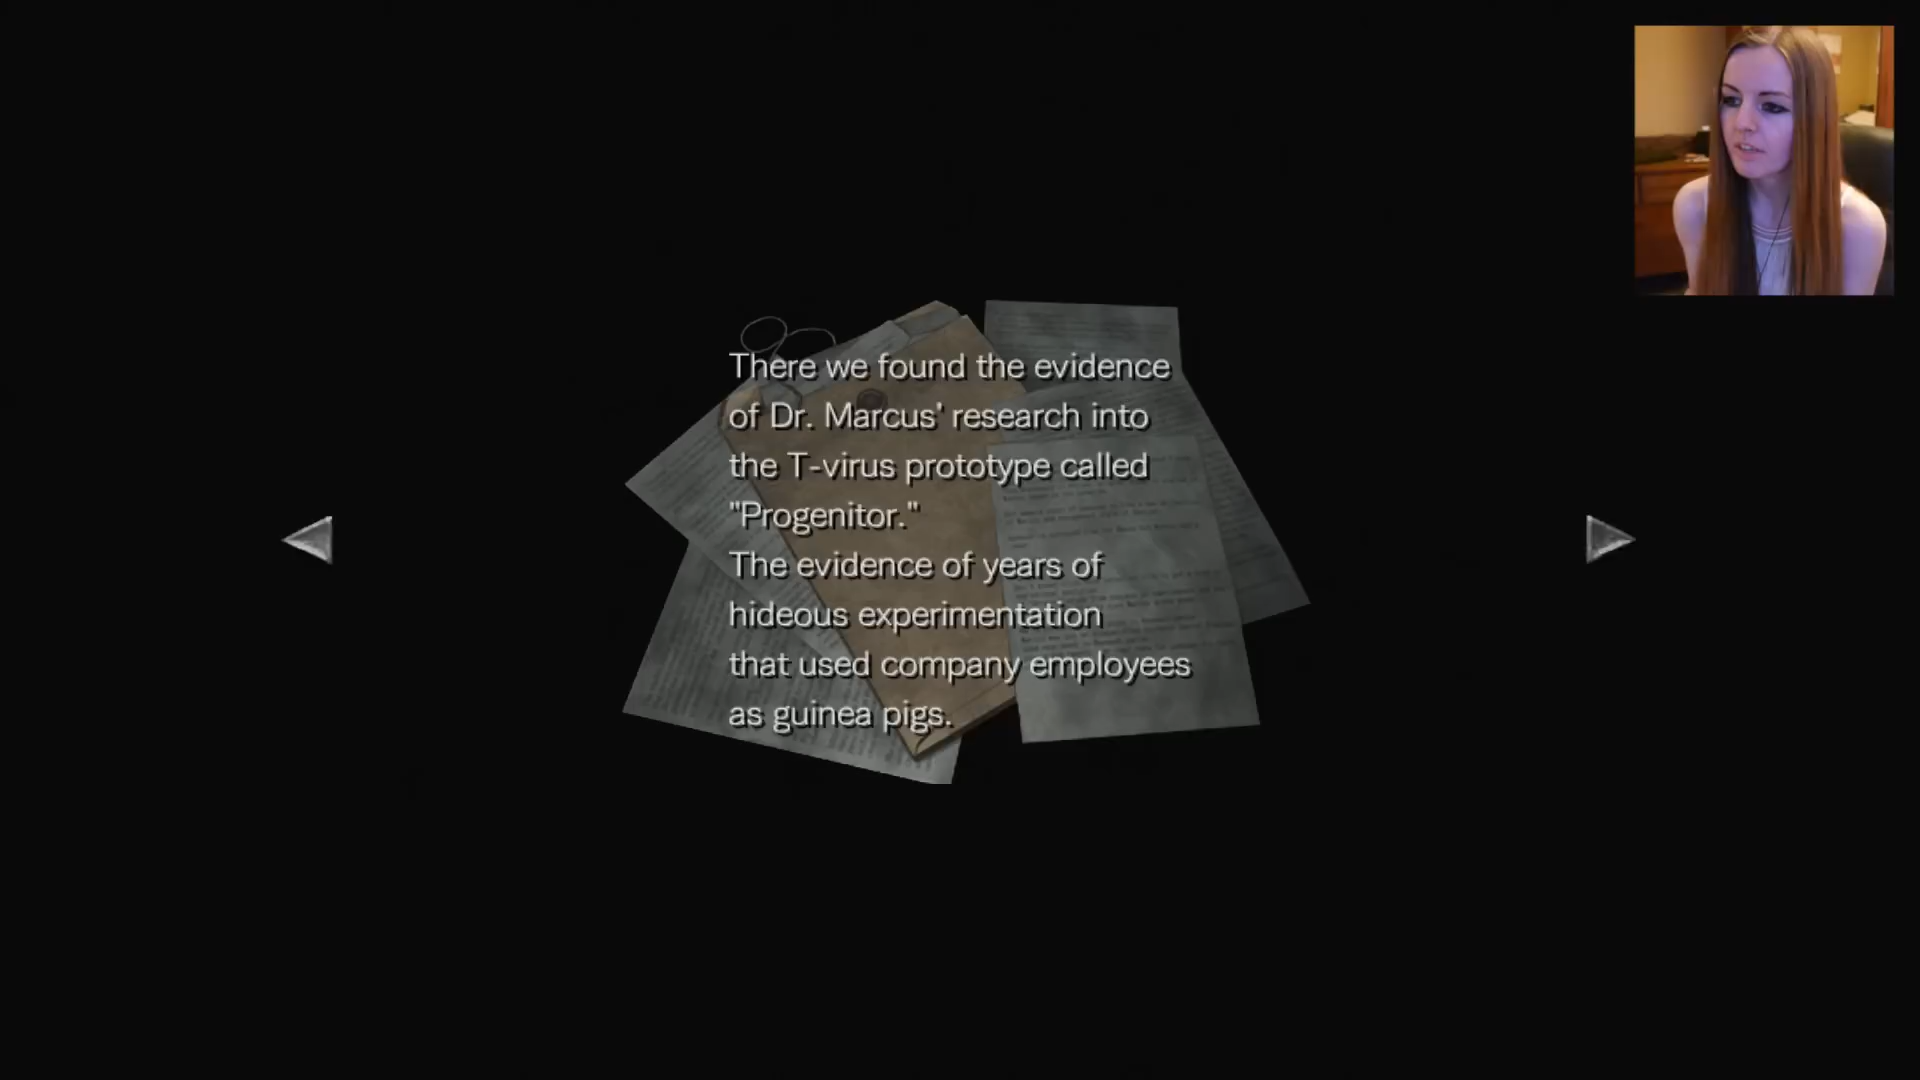 There we found the evidence
of Dr. Marcus' research into
the T-virus prototype called
"Progenitor."
The evidence of years of
hideous experimentation
that used company employees
as guinea pigs.